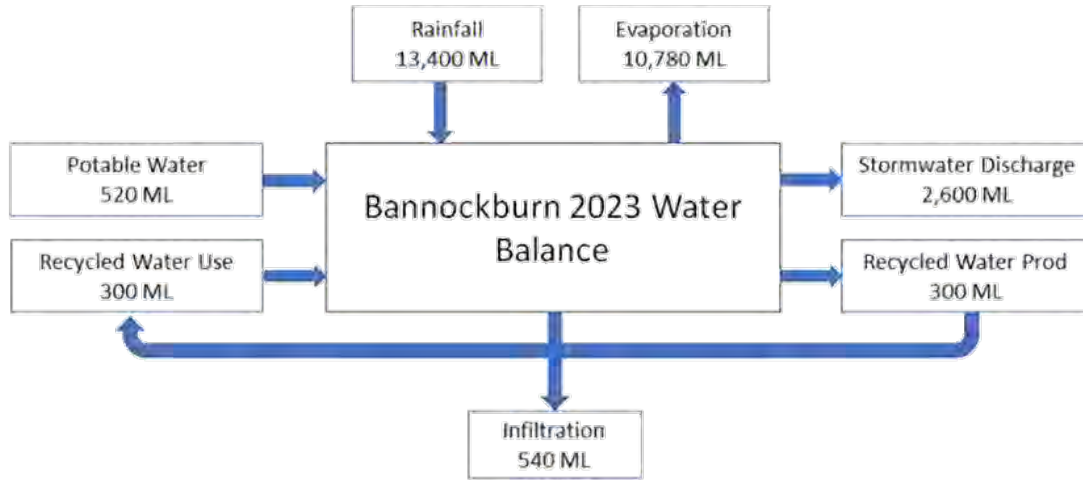 Rainfall
13,400 ML
Evaporation
10,780 ML
Potable Water
520 ML
Bannockburn 2023 Water
Balance
Stormwater Discharge
2,600 ML
Recycled Water Use
300 ML
Recycled Water Prod
300 ML
Infiltration
540 ML